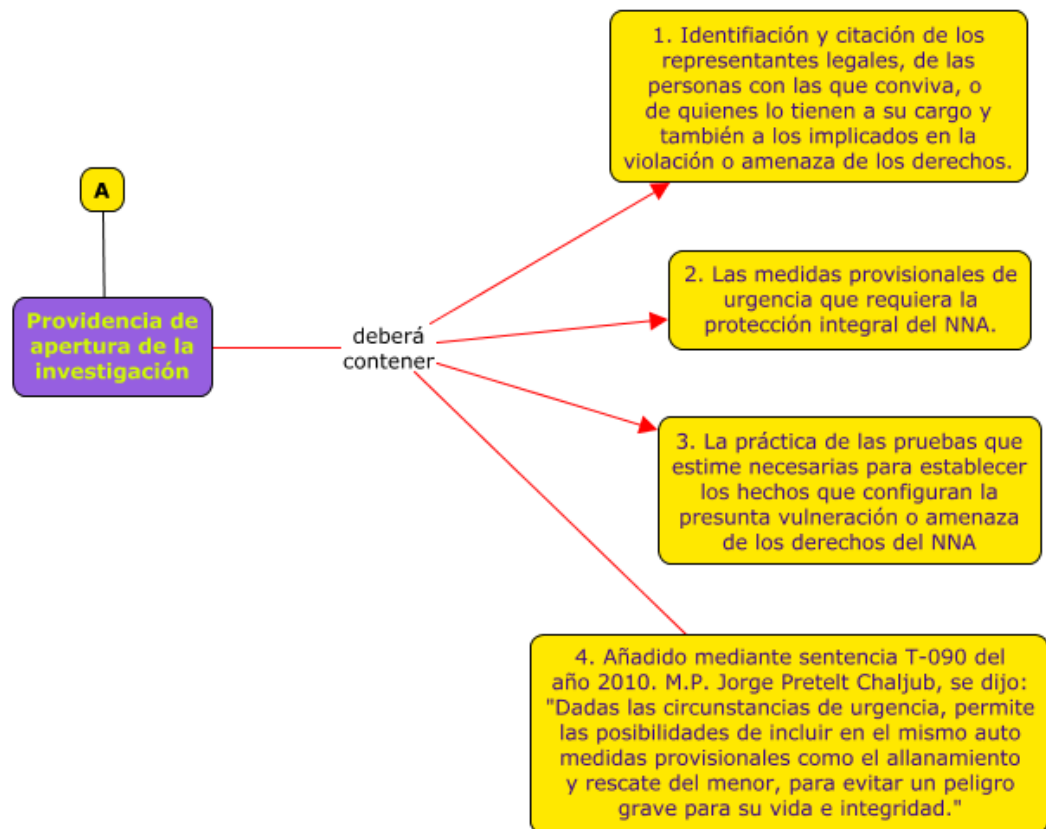 A
Providencia de
apertura de la
investigación
deberá
contener
1. Identifiación y citación de los
representantes legales, de las
personas con las que conviva, o
de quienes lo tienen a su cargo y
también a los implicados en la
violación o amenaza de los derechos.
2. Las medidas provisionales de
urgencia que requiera la
protección integral del NNA.
3. La práctica de las pruebas que
estime necesarias para establecer
los hechos que configuran la
presunta vulneración o amenaza
de los derechos del NNA
4. Añadido mediante sentencia T-090 del
año 2010. M.P. Jorge Pretelt Chaljub, se dijo:
"Dadas las circunstancias de urgencia, permite
las posibilidades de incluir en el mismo auto
medidas provisionales como el allanamiento
y rescate del menor, para evitar un peligro
grave para su vida e integridad."